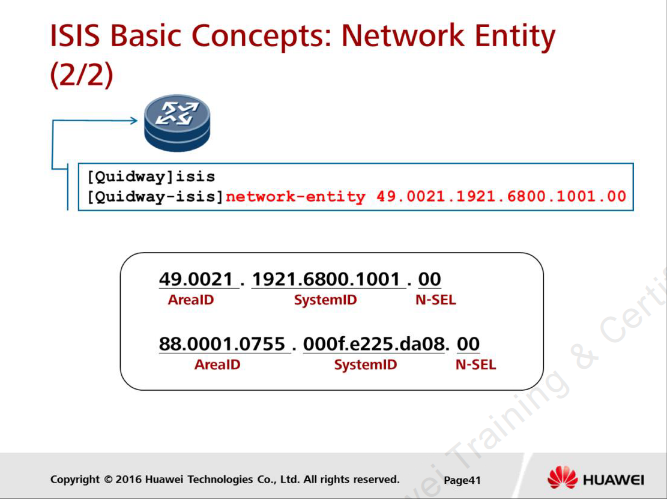 ISIS Basic Concepts: Network Entity
(2/2)
[Quidway]isis
[Quidway-isis]network-entity 49.0021.1921.6800.1001.00
49.0021 . 1921.6800.1001 . 00
AreaID SystemID N-SEL
88.0001.0755 . 000f.e225.da08. 00
AreaID SystemID N-SEL
Training & Certi
Copyright © 2016 Huawei Technologies Co., Ltd. All rights reserved. Page41 HUAWEI